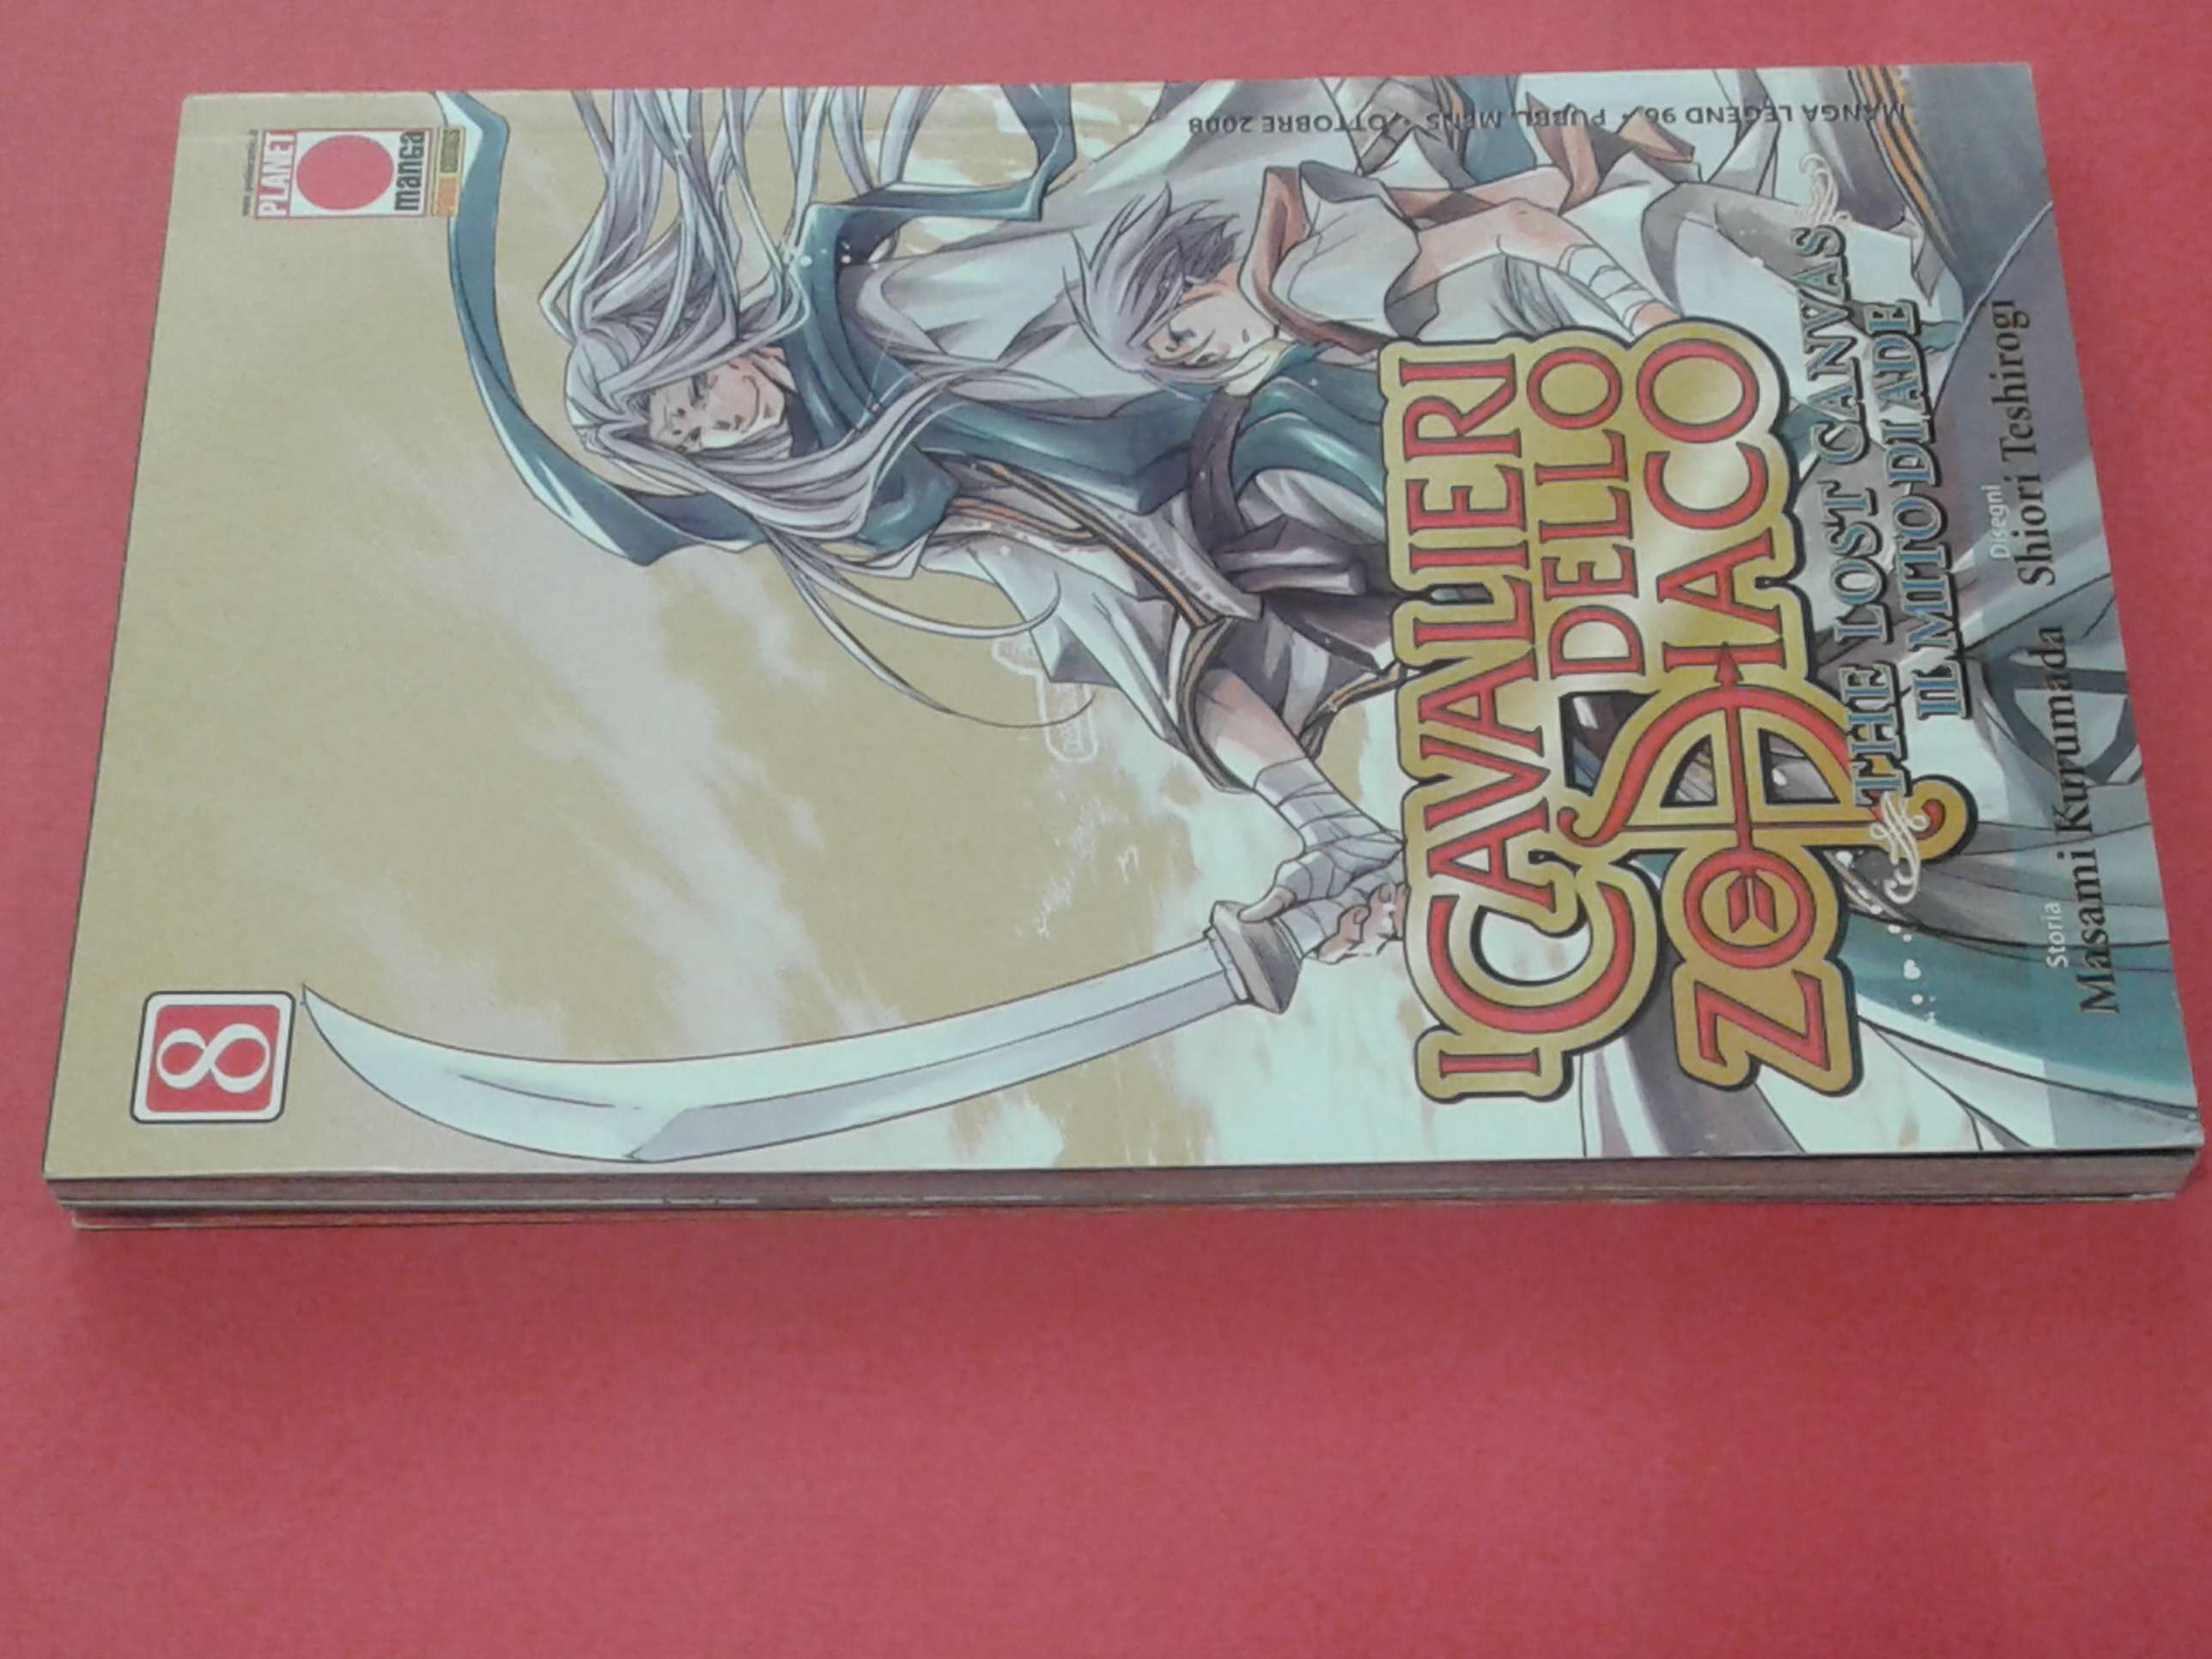 8
PLANET
manga
MANGA LEGEND 96 • PUBBL. MENS. • OTTOBRE 2008
I CAVALIERI
DELLO
ZODIACO
THE LOST CANVAS
IL MITO DI ADE
Storia
Masami Kurumada
Disegni
Shiori Teshirogi